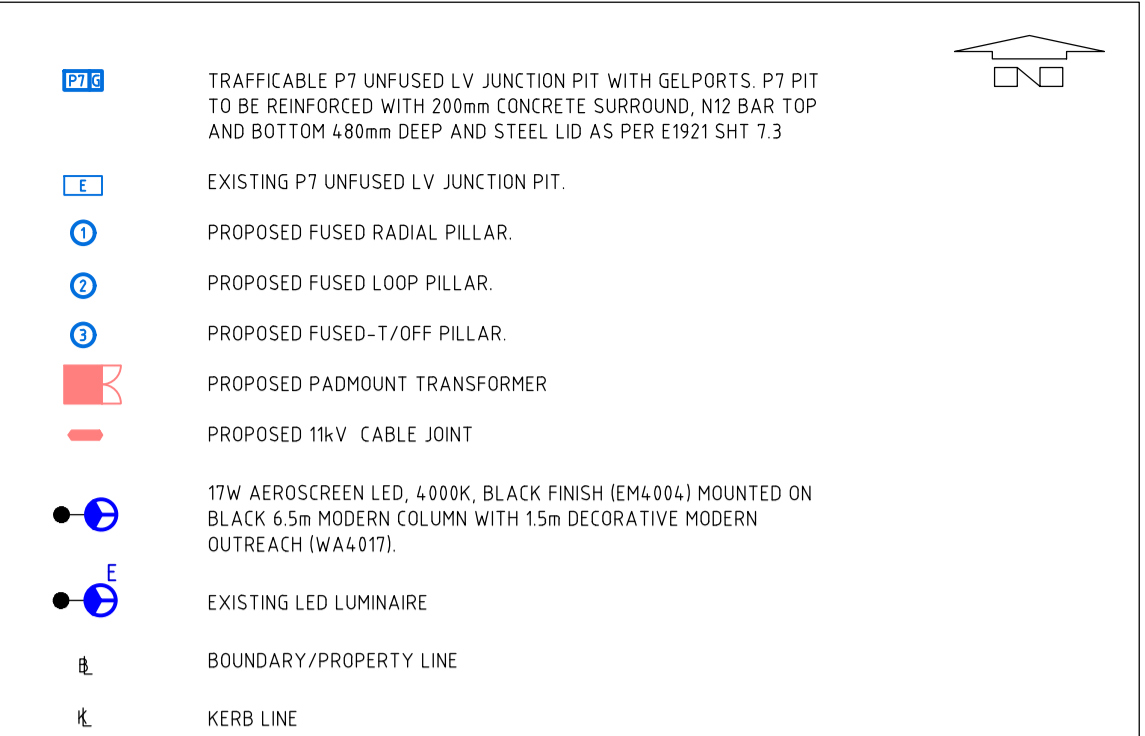 N
P7 G
TRAFFICABLE P7 UNFUSED LV JUNCTION PIT WITH GELPORTS. P7 PIT
TO BE REINFORCED WITH 200mm CONCRETE SURROUND, N12 BAR TOP
AND BOTTOM 480mm DEEP AND STEEL LID AS PER E1921 SHT 7.3
E
EXISTING P7 UNFUSED LV JUNCTION PIT.
1
PROPOSED FUSED RADIAL PILLAR.
2
PROPOSED FUSED LOOP PILLAR.
3
PROPOSED FUSED-T/OFF PILLAR.
PROPOSED PADMOUNT TRANSFORMER
PROPOSED 11kV CABLE JOINT
17W AEROSCREEN LED, 4000K, BLACK FINISH (EM4004) MOUNTED ON
BLACK 6.5m MODERN COLUMN WITH 1.5m DECORATIVE MODERN
OUTREACH (WA4017).
E
EXISTING LED LUMINAIRE
BL
BOUNDARY/PROPERTY LINE
KL
KERB LINE